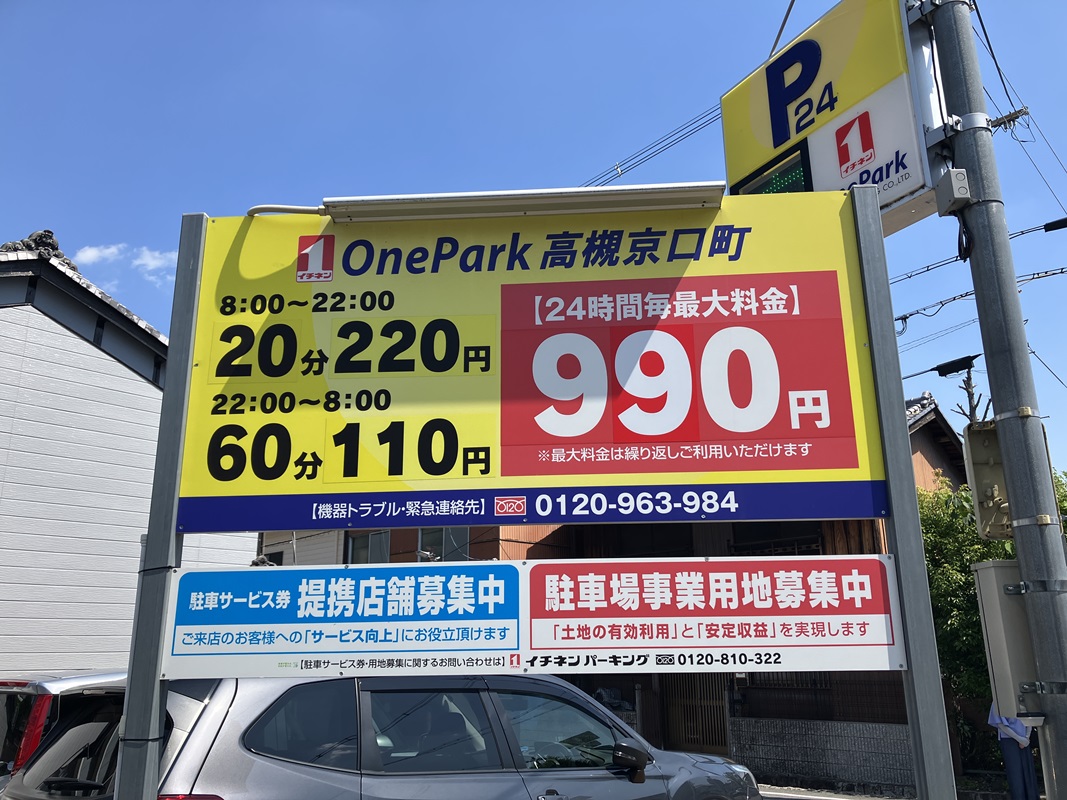 P24
1
イチネン
Park
CO.,LTD.
1
イチネン
OnePark 高槻京口町
8:00～22:00
20分220円
22:00～8:00
60分110円
【24時間毎最大料金】
990円
※最大料金は繰り返しご利用いただけます
【機器トラブル・緊急連絡先】 0120 0120-963-984
駐車サービス券 提携店舗募集中
ご来店のお客様への「サービス向上」にお役立頂けます
駐車場事業用地募集中
「土地の有効利用」と「安定収益」を実現します
【駐車サービス券・用地募集に関するお問い合わせは】 1 イチネン パーキング 0120-810-322